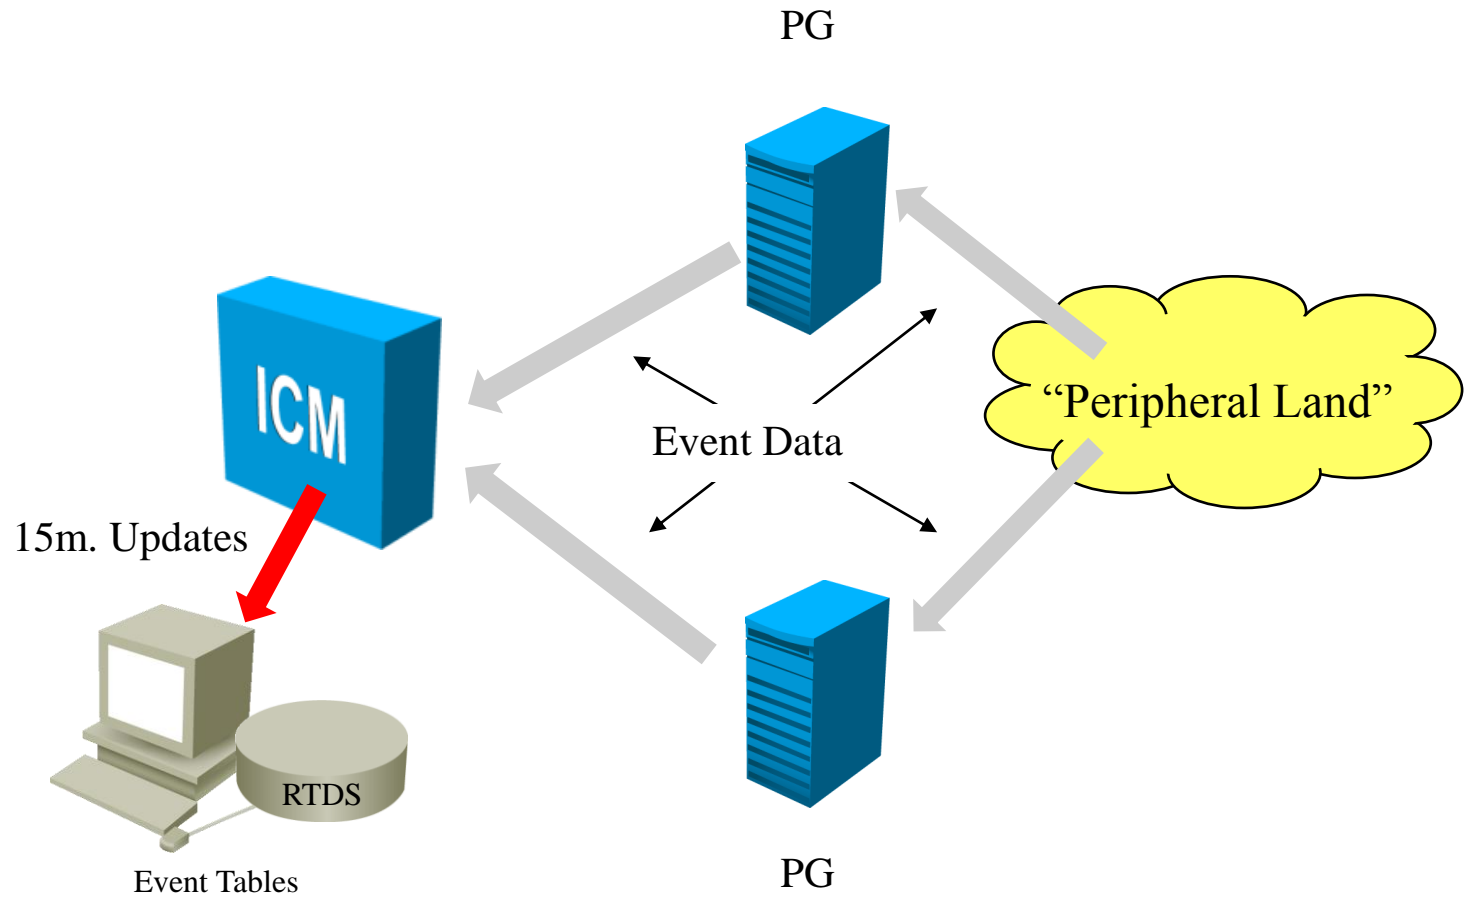 PG
ICM
“Peripheral Land”
Event Data
15m. Updates
RTDS
Event Tables
PG